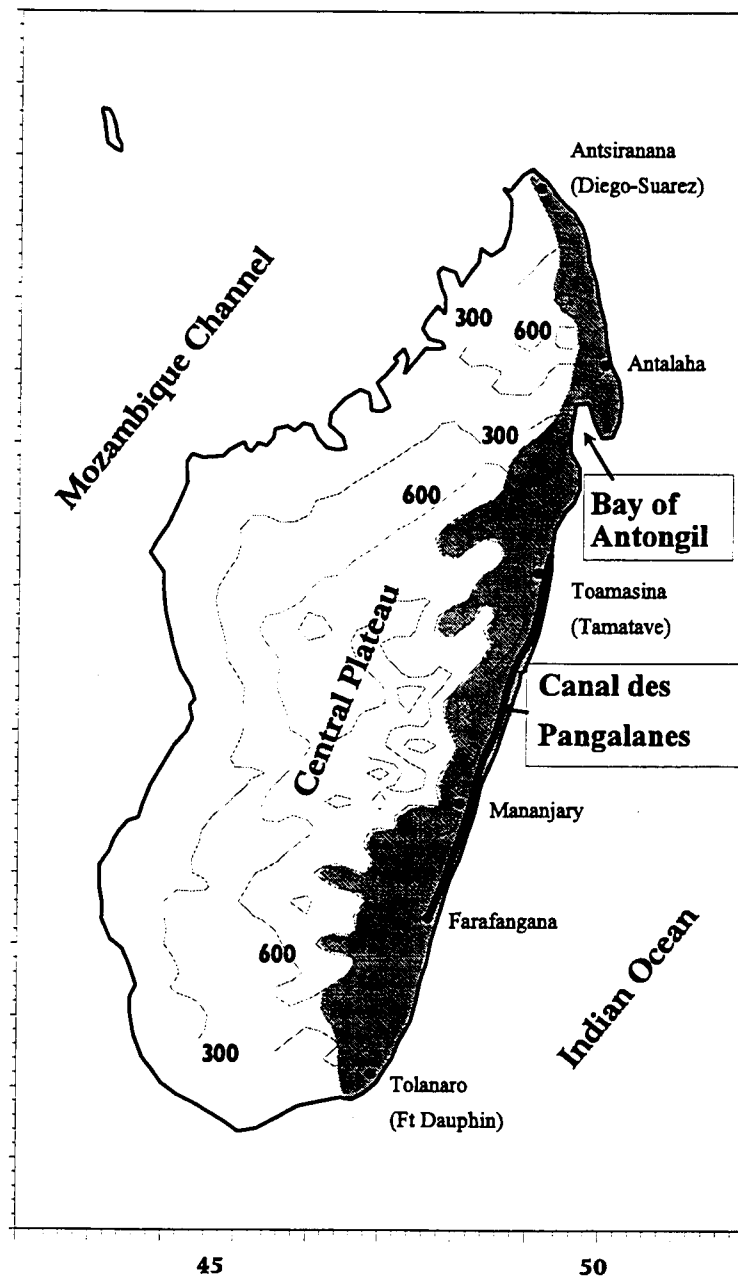 Antsiranana
(Diego-Suarez)
Mozambique Channel
300
600
Antalaha
300
600
Bay of
Antongil
Toamasina
(Tamatave)
Central Plateau
Canal des
Pangalanes
Mananjary
Farafangana
600
Indian Ocean
300
Tolanaro
(Ft Dauphin)
45
50